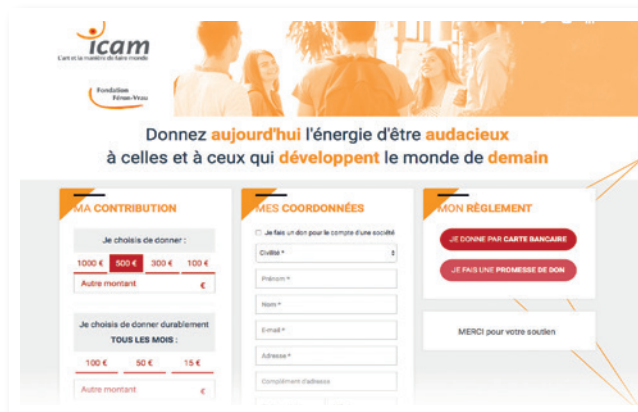 icam
L'art et la manière de faire monde
Fondation
Féron-Vrau
Donnez aujourd'hui l'énergie d'être audacieux
à celles et à ceux qui développent le monde de demain
MA CONTRIBUTION
Je choisis de donner :
1000 € 500 € 300 € 100 €
Autre montant €
Je choisis de donner durablement
TOUS LES MOIS :
100 € 50 € 15 €
Autre montant €
MES COORDONNÉES
Je fais un don pour le compte d'une société
Civilité *
Prénom *
Nom *
E-mail *
Adresse *
Complément d'adresse
MON RÈGLEMENT
JE DONNE PAR CARTE BANCAIRE
JE FAIS UNE PROMESSE DE DON
MERCI pour votre soutien